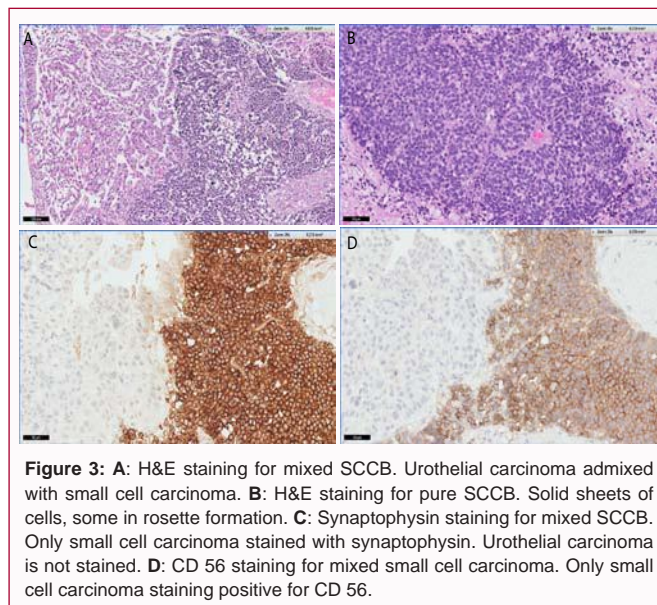 A
B
C
D
Figure 3: A: H&E staining for mixed SCCB. Urothelial carcinoma admixed
with small cell carcinoma. B: H&E staining for pure SCCB. Solid sheets of
cells, some in rosette formation. C: Synaptophysin staining for mixed SCCB.
Only small cell carcinoma stained with synaptophysin. Urothelial carcinoma
is not stained. D: CD 56 staining for mixed small cell carcinoma. Only small
cell carcinoma staining positive for CD 56.